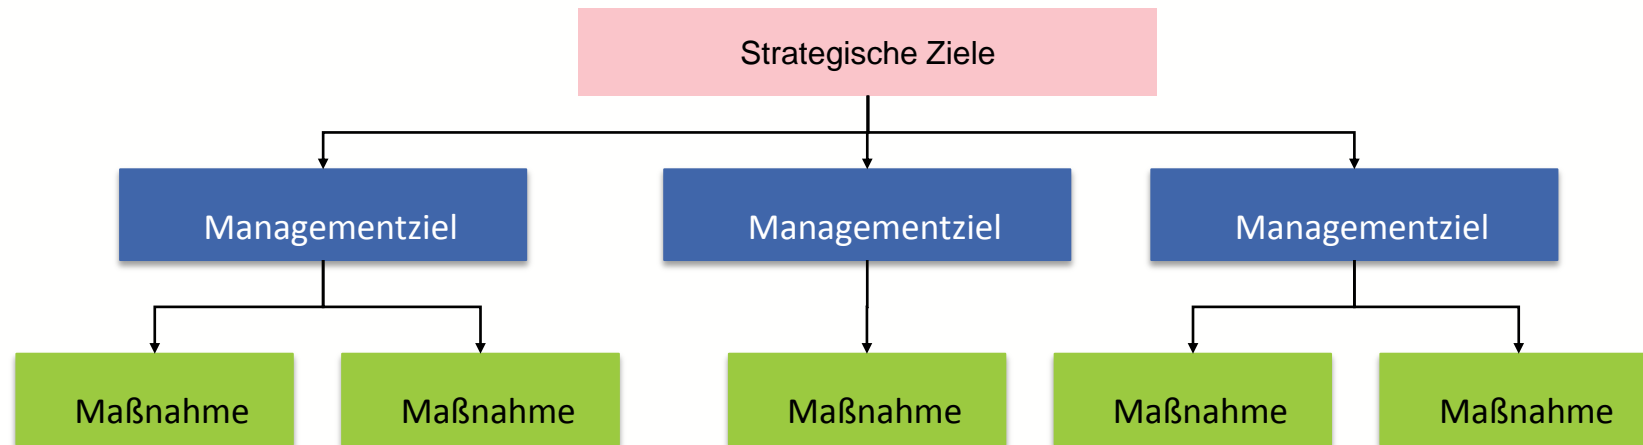 Strategische Ziele
Managementziel
Managementziel
Managementziel
Maßnahme
Maßnahme
Maßnahme
Maßnahme
Maßnahme